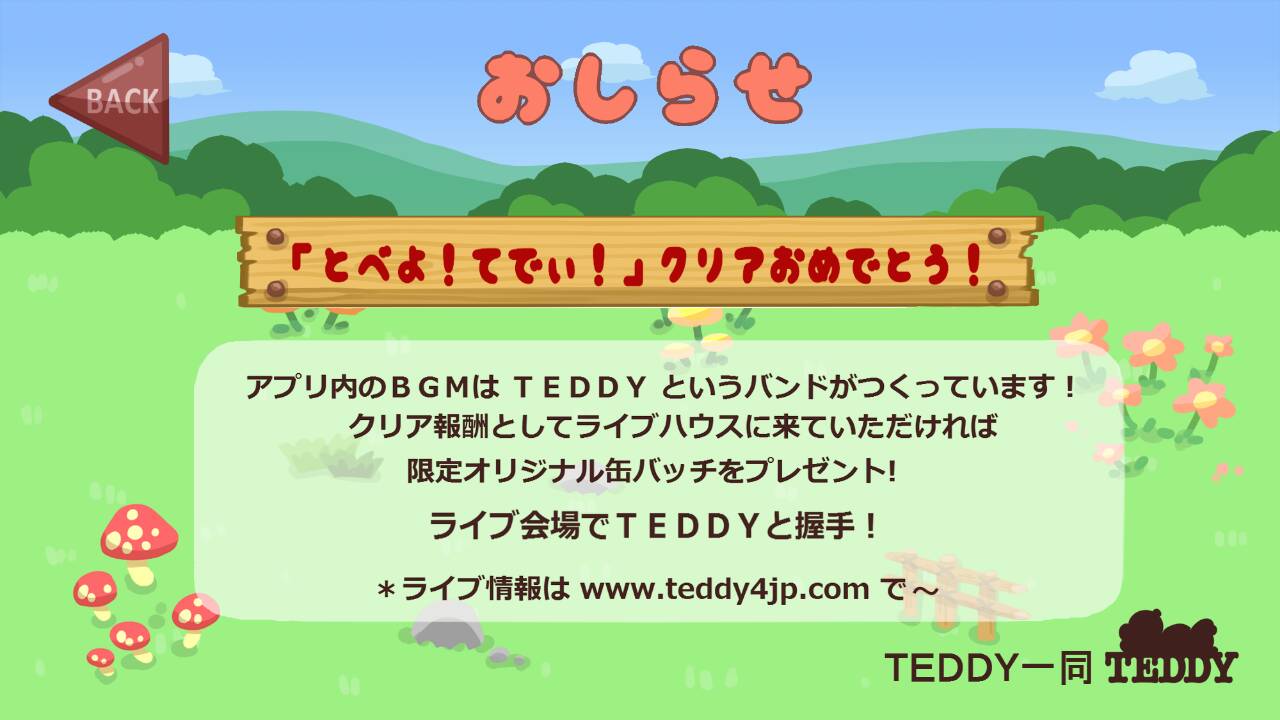 BACK
おしらせ
「とべよ！てでぃ！」クリアおめでとう！
アプリ内のＢＧＭは ＴＥＤＤＹ というバンドがつくっています！
クリア報酬としてライブハウスに来ていただければ
限定オリジナル缶バッチをプレゼント!
ライブ会場でＴＥＤＤＹと握手！
＊ライブ情報は www.teddy4jp.com で～
TEDDY一同 TEDDY